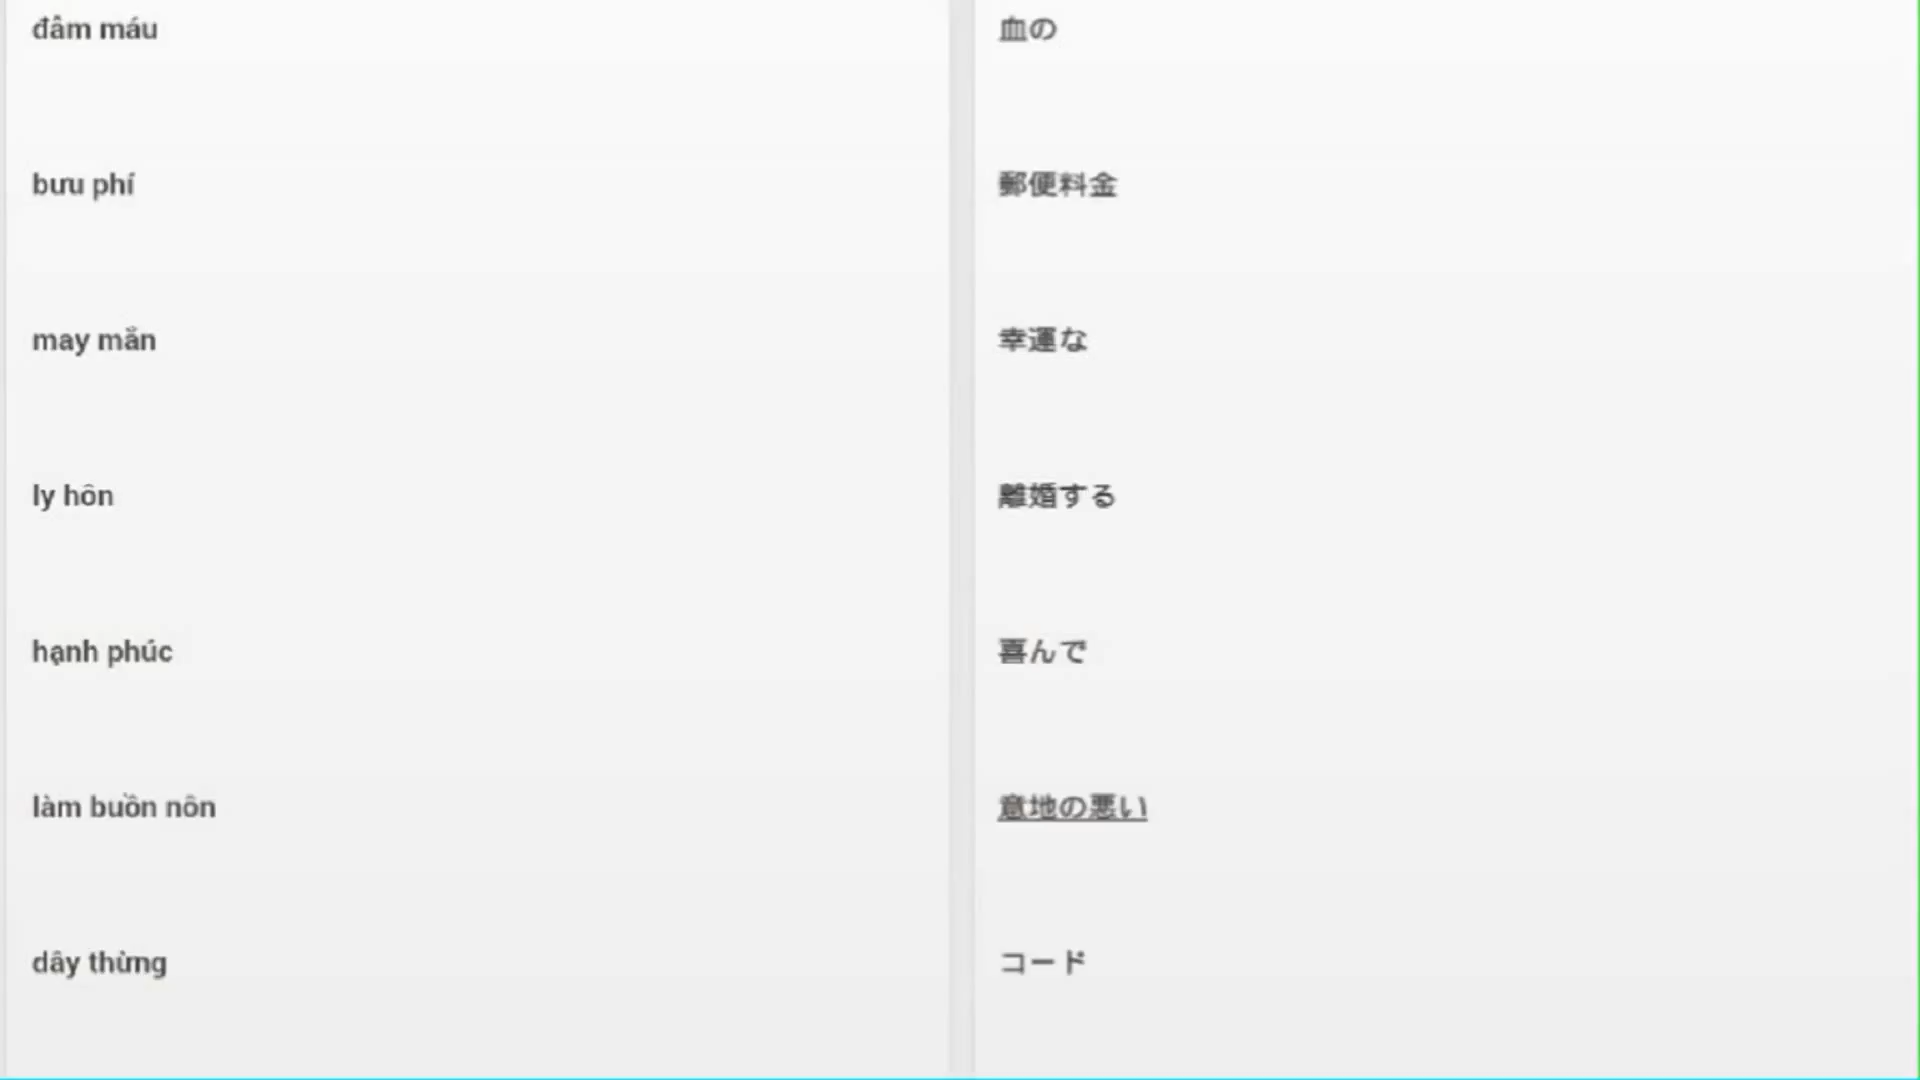 đẫm máu 血の
bưu phí 郵便料金
may mắn 幸運な
ly hôn 離婚する
hạnh phúc 喜んで
làm buồn nôn 意地の悪い
dây thừng コード